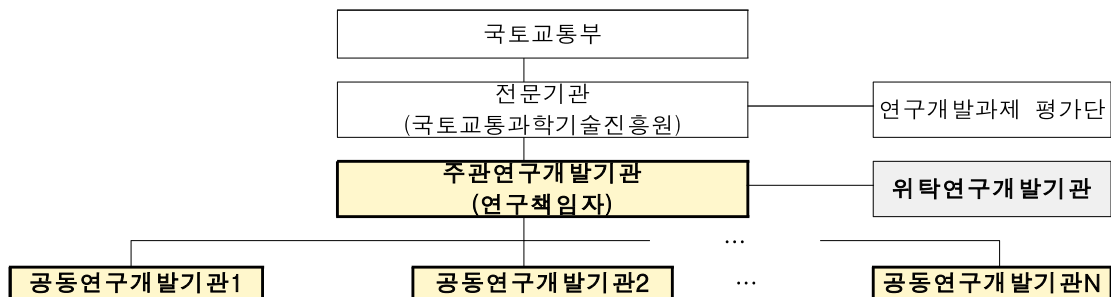 국토교통부
전문기관
(국토교통과학기술진흥원)
연구개발과제 평가단
주관연구개발기관
(연구책임자)
위탁연구개발기관
...
공동연구개발기관1
공동연구개발기관2
...
공동연구개발기관N